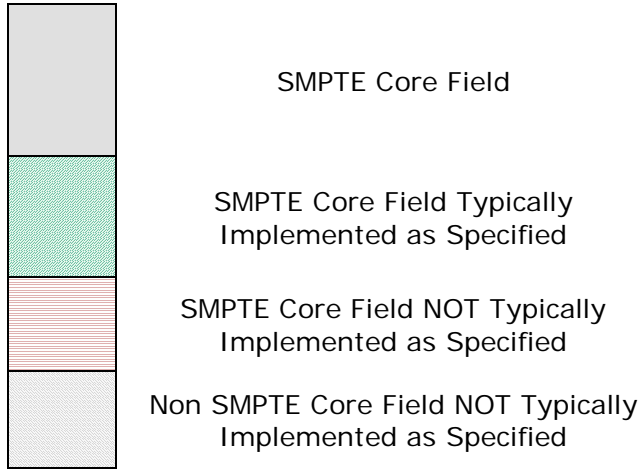 SMPTE Core Field
SMPTE Core Field Typically
Implemented as Specified
SMPTE Core Field NOT Typically
Implemented as Specified
Non SMPTE Core Field NOT Typically
Implemented as Specified